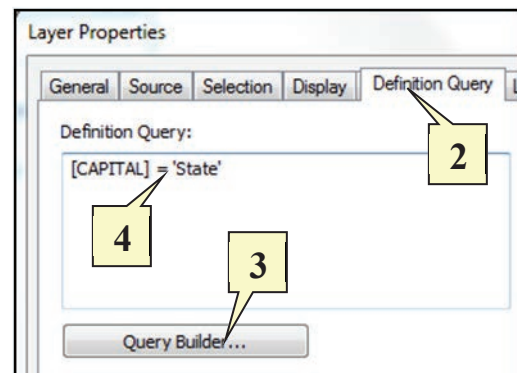 Layer Properties
General Source Selection Display Definition Query
Definition Query:
2
[CAPITAL] = 'State'
4
3
Query Builder...